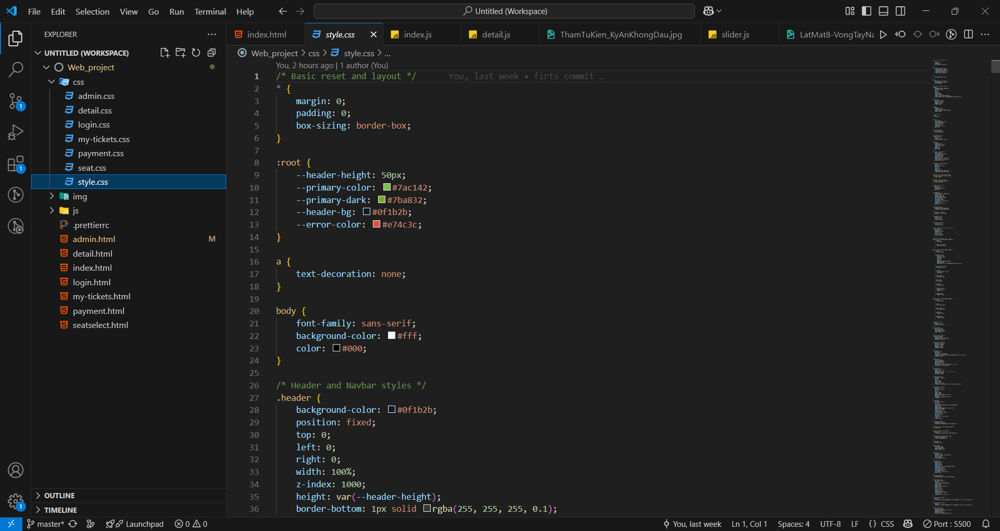 File Edit Selection View Go Run Terminal Help
Untitled (Workspace)
EXPLORER
UNTITLED (WORKSPACE)
Web_project
css
admin.css
detail.css
login.css
my-tickets.css
payment.css
seat.css
style.css
img
js
.prettierrc
admin.html M
detail.html
index.html
login.html
my-tickets.html
payment.html
seatselect.html
OUTLINE
TIMELINE
1
1
1
index.html style.css index.js detail.js ThamTuKien_KyAnKhongDau.jpg slider.js LatMat8-VongTayNa
Web_project > css > style.css > ...
You, 2 hours ago | 1 author (You)
1 /* Basic reset and layout */ You, last week • firts commit …
2 * {
3 margin: 0;
4 padding: 0;
5 box-sizing: border-box;
6 }
7
8 :root {
9 --header-height: 50px;
10 --primary-color: #7ac142;
11 --primary-dark: #7ba832;
12 --header-bg: #0f1b2b;
13 --error-color: #e74c3c;
14 }
15
16 a {
17 text-decoration: none;
18 }
19
20 body {
21 font-family: sans-serif;
22 background-color: #fff;
23 color: #000;
24 }
25
26 /* Header and Navbar styles */
27 .header {
28 background-color: #0f1b2b;
29 position: fixed;
30 top: 0;
31 left: 0;
32 right: 0;
33 width: 100%;
34 z-index: 1000;
35 height: var(--header-height);
36 border-bottom: 1px solid rgba(255, 255, 255, 0.1);
master* Launchpad 0 0 You, last week Ln 1, Col 1 Spaces: 4 UTF-8 LF {} CSS Port : 5500